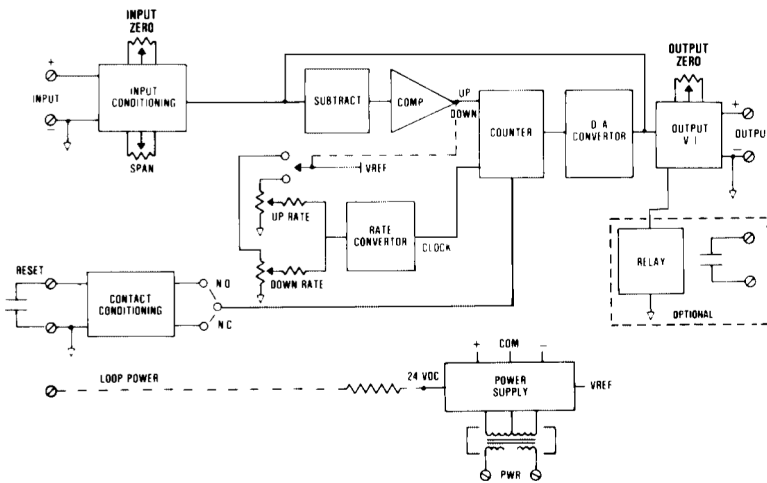 INPUT
ZERO
+
INPUT
−
INPUT
CONDITIONING
SPAN
SUBTRACT
COMP
UP
DOWN
COUNTER
D A
CONVERTOR
OUTPUT
ZERO
OUTPUT
V I
+
OUTPUT
−
VREF
UP RATE
DOWN RATE
RATE
CONVERTOR
CLOCK
RELAY
OPTIONAL
RESET
CONTACT
CONDITIONING
NO
NC
LOOP POWER
24 VDC
+ COM −
POWER
SUPPLY
VREF
PWR